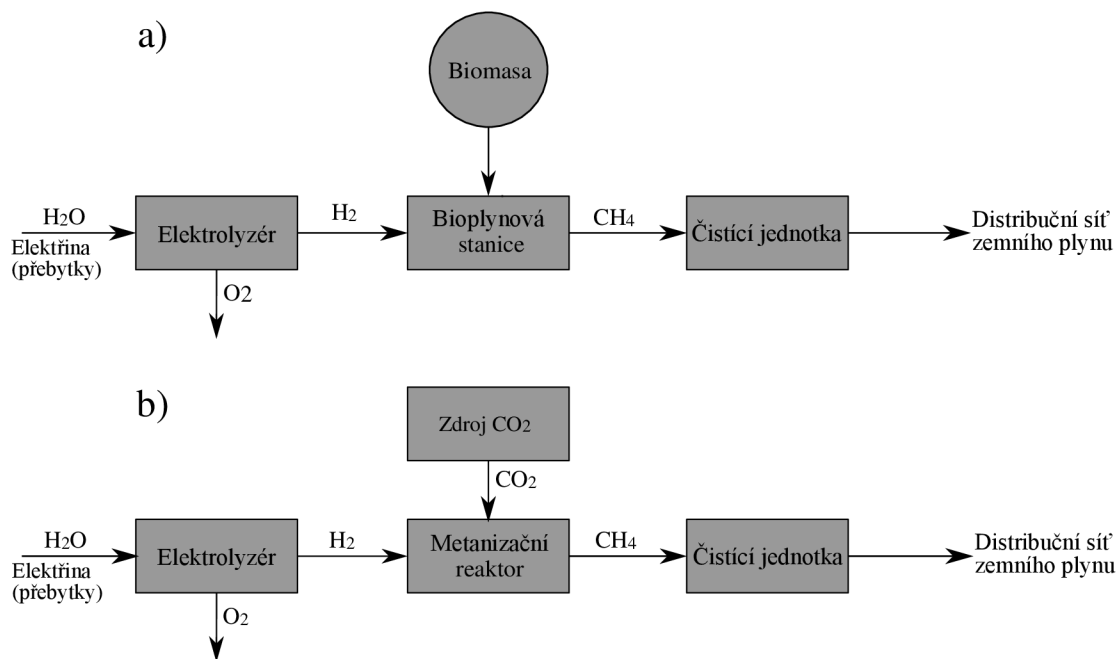 a)
Biomasa
H2O
Elektřina
(přebytky)
Elektrolyzér
O2
H2
Bioplynová
stanice
CH4
Čistící jednotka
Distribuční síť
zemního plynu
b)
Zdroj CO2
CO2
H2O
Elektřina
(přebytky)
Elektrolyzér
O2
H2
Metanizační
reaktor
CH4
Čistící jednotka
Distribuční síť
zemního plynu